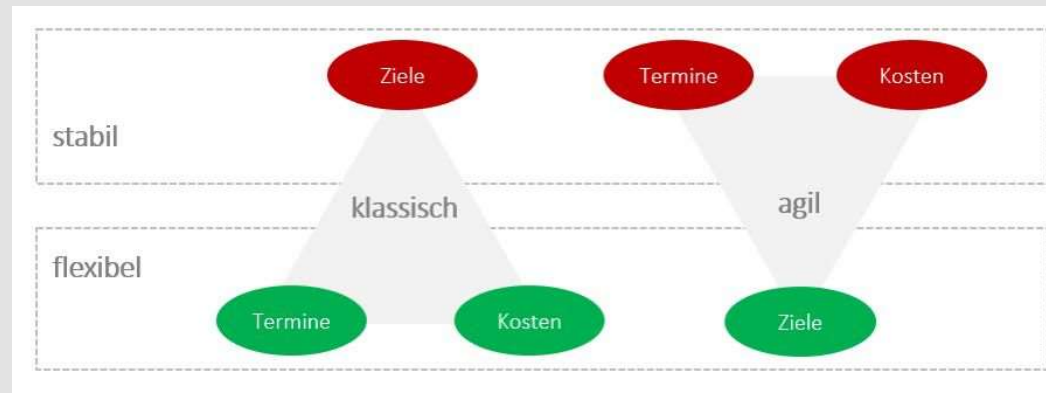 Ziele
Termine
Kosten
stabil
klassisch
agil
flexibel
Termine
Kosten
Ziele